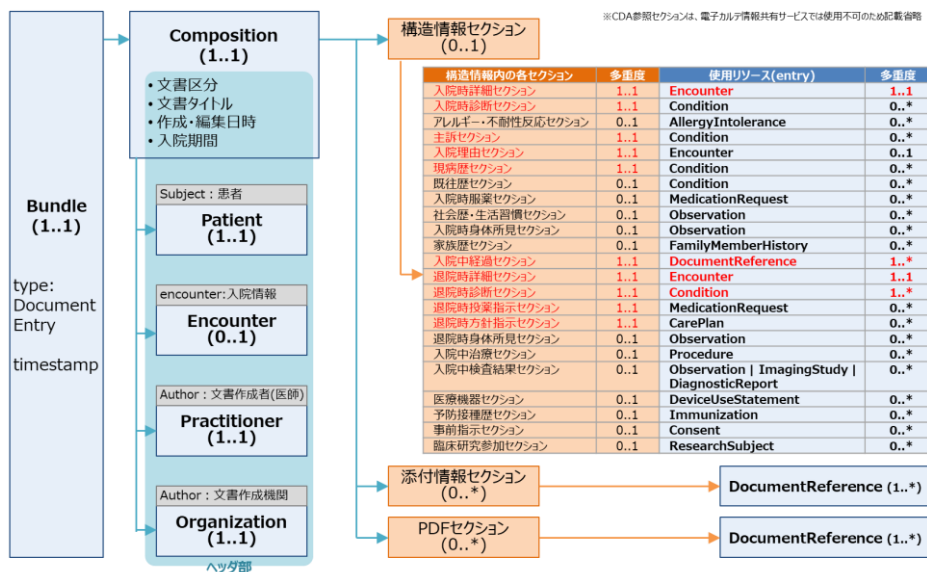 ※CDA参照セクションは、電子カルテ情報共有サービスでは使用不可のため記載省略
Bundle
(1..1)
type:
Document
Entry
timestamp
Composition
(1..1)
• 文書区分
• 文書タイトル
• 作成・編集日時
• 入院期間
Subject：患者
Patient
(1..1)
encounter:入院情報
Encounter
(0..1)
Author：文書作成者(医師)
Practitioner
(1..1)
Author：文書作成機関
Organization
(1..1)
ヘッダ部
構造情報セクション
(0..1)
構造情報内の各セクション 多重度 使用リソース(entry) 多重度
入院時詳細セクション 1..1 Encounter 1..1
入院時診断セクション 1..1 Condition 0..*
アレルギー・不耐性反応セクション 0..1 AllergyIntolerance 0..*
主訴セクション 1..1 Condition 0..*
入院理由セクション 1..1 Encounter 0..1
現病歴セクション 1..1 Condition 0..*
既往歴セクション 0..1 Condition 0..*
入院時服薬セクション 0..1 MedicationRequest 0..*
社会歴・生活習慣セクション 0..1 Observation 0..*
入院時身体所見セクション 0..1 Observation 0..*
家族歴セクション 0..1 FamilyMemberHistory 0..*
入院中経過セクション 1..1 DocumentReference 1..*
退院時詳細セクション 1..1 Encounter 1..1
退院時診断セクション 1..1 Condition 1..*
退院時投薬指示セクション 1..1 MedicationRequest 0..*
退院時方針指示セクション 1..1 CarePlan 0..*
退院時身体所見セクション 0..1 Observation 0..*
入院中治療セクション 0..1 Procedure 0..*
入院中検査結果セクション 0..1 Observation | ImagingStudy | 0..*
DiagnosticReport
医療機器セクション 0..1 DeviceUseStatement 0..*
予防接種歴セクション 0..1 Immunization 0..*
事前指示セクション 0..1 Consent 0..*
臨床研究参加セクション 0..1 ResearchSubject 0..*
添付情報セクション
(0..*)
DocumentReference (1..*)
PDFセクション
(0..*)
DocumentReference (1..*)